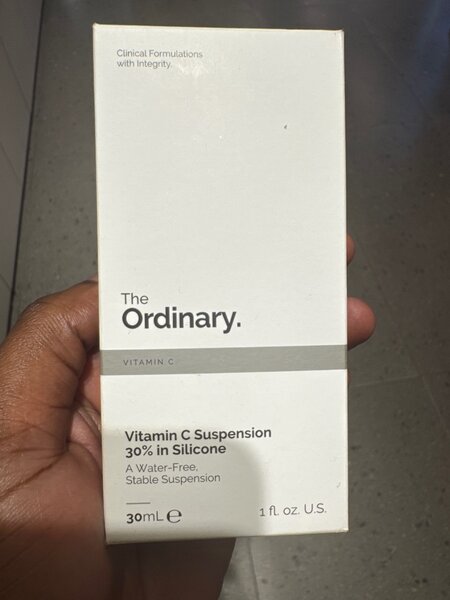 Clinical Formulations
with Integrity.
The
Ordinary.
VITAMIN C
Vitamin C Suspension
30% in Silicone
A Water-Free,
Stable Suspension
30mL ℮ 1 fl. oz. U.S.